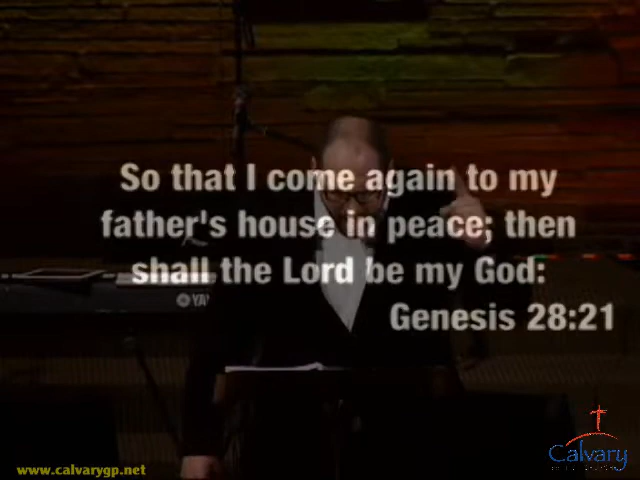 So that I come again to my
father's house in peace; then
shall the Lord be my God:
Genesis 28:21
YA
www.calvarygp.net
Calvary